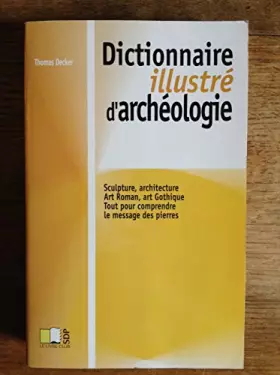 Thomas Decker
Dictionnaire
illustré
d'archéologie
Sculpture, architecture
Art Roman, art Gothique
Tout pour comprendre
le message des pierres
SDP